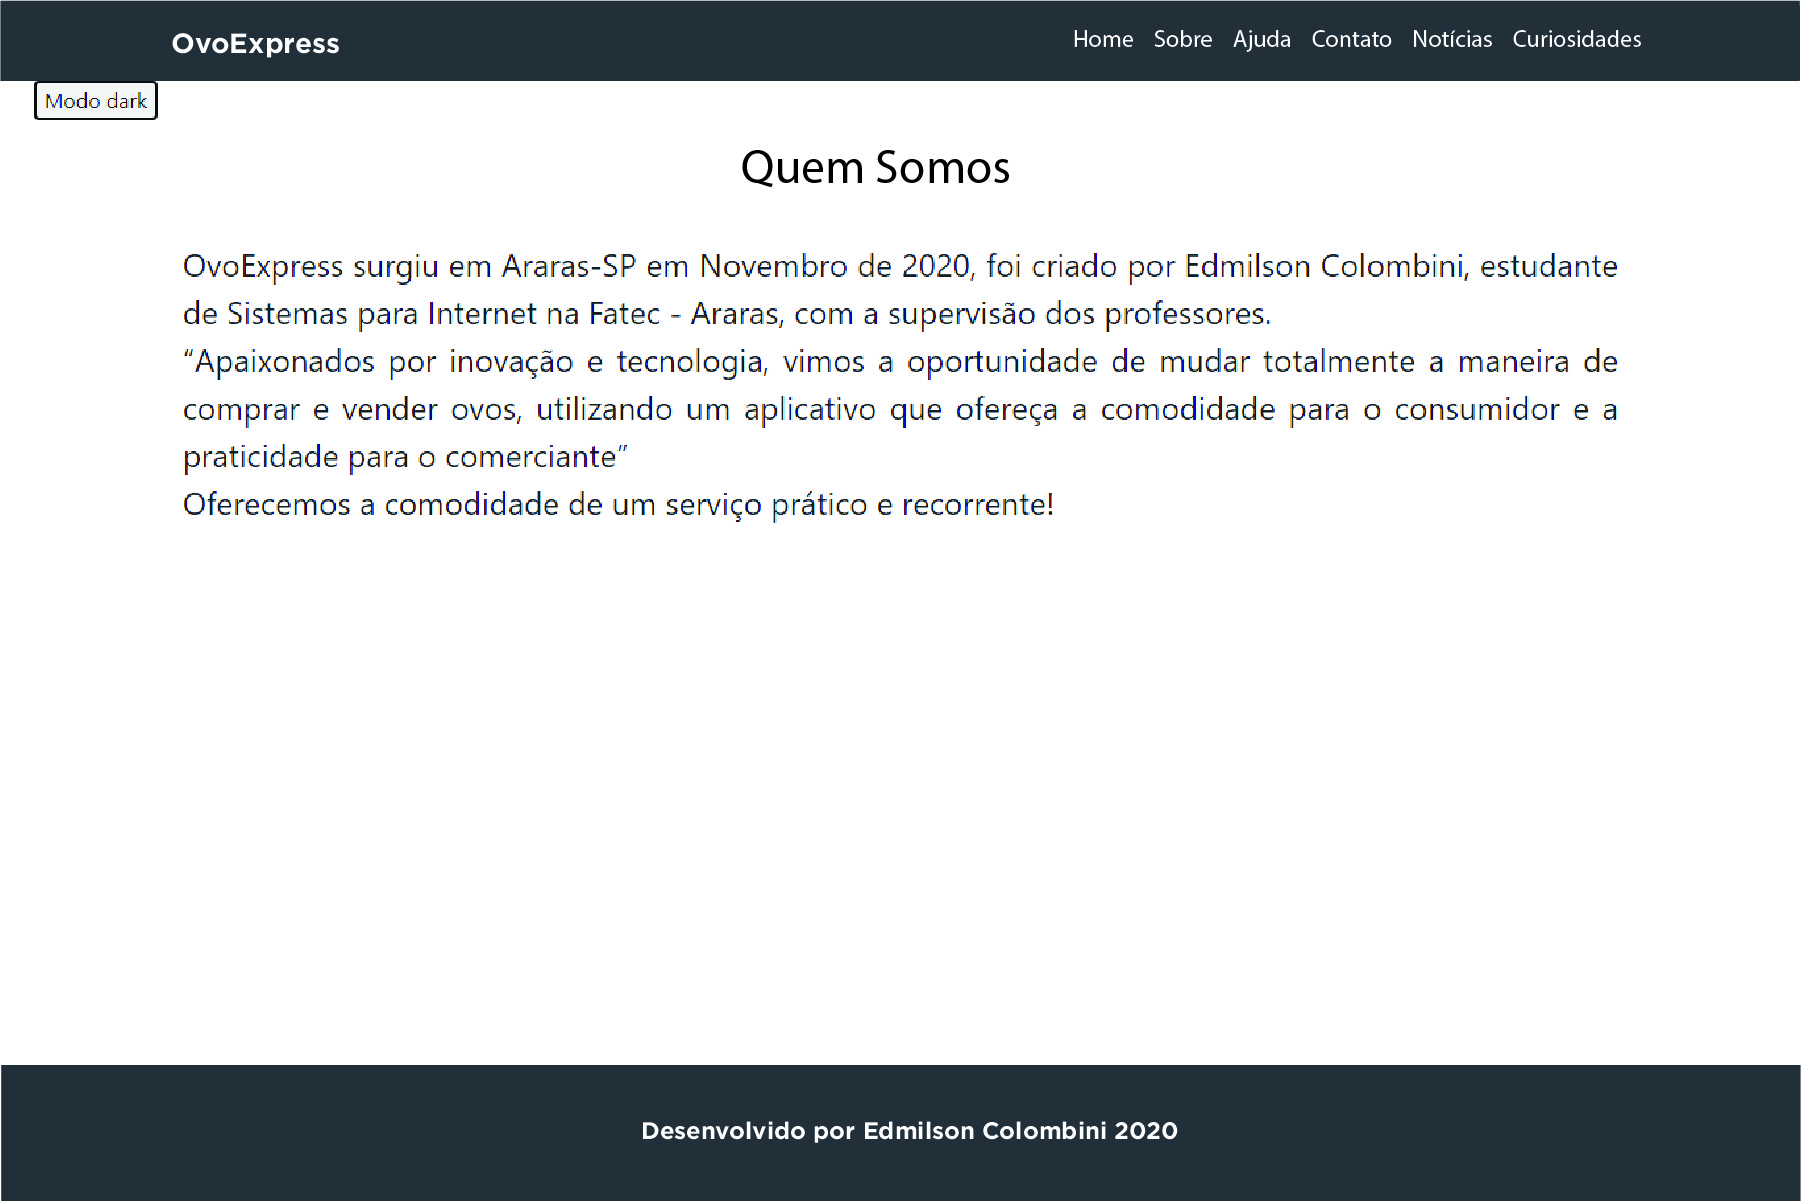 OvoExpress
Home Sobre Ajuda Contato Notícias Curiosidades
Modo dark
Quem Somos
OvoExpress surgiu em Araras-SP em Novembro de 2020, foi criado por Edmilson Colombini, estudante
de Sistemas para Internet na Fatec - Araras, com a supervisão dos professores.
“Apaixonados por inovação e tecnologia, vimos a oportunidade de mudar totalmente a maneira de
comprar e vender ovos, utilizando um aplicativo que ofereça a comodidade para o consumidor e a
praticidade para o comerciante”
Oferecemos a comodidade de um serviço prático e recorrente!
Desenvolvido por Edmilson Colombini 2020